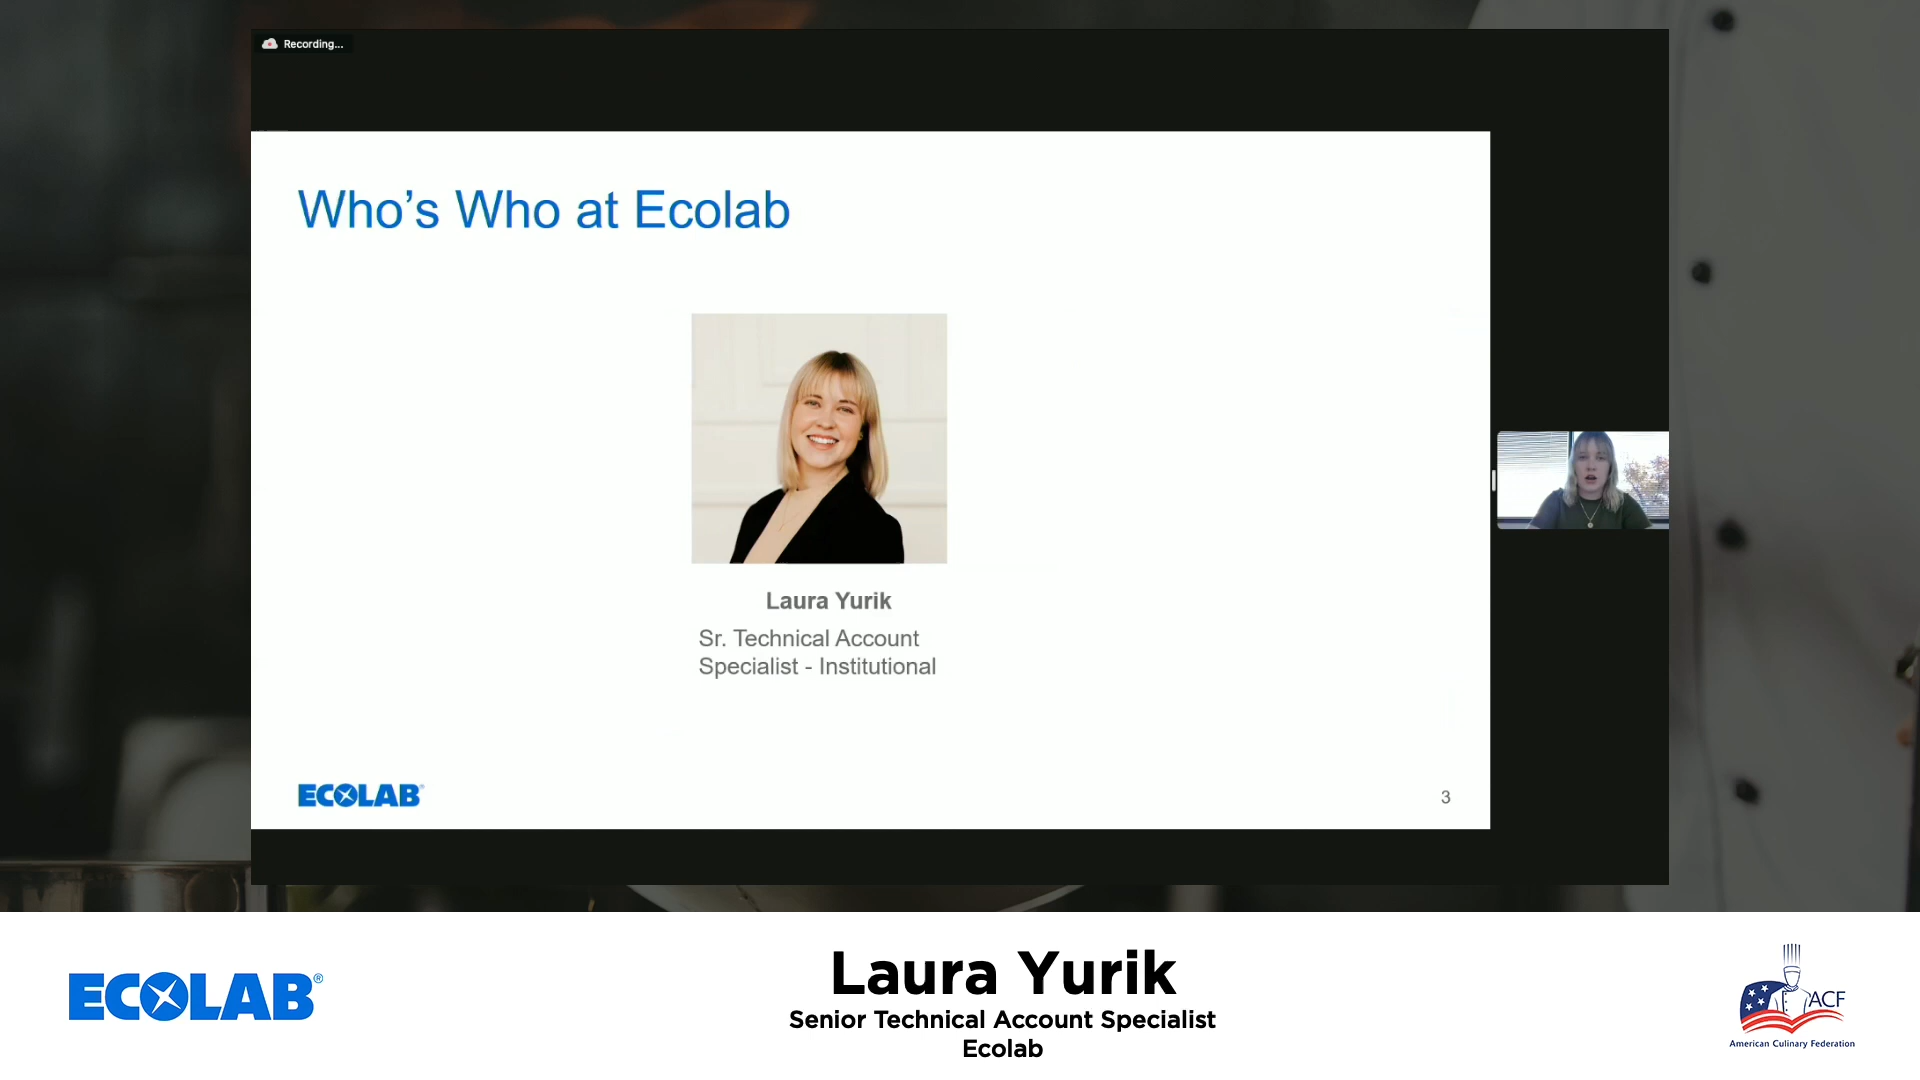 Recording...
Who's Who at Ecolab
Laura Yurik
Sr. Technical Account
Specialist - Institutional
ECOLAB®
3
ECOLAB®
Laura Yurik
Senior Technical Account Specialist
Ecolab
ACF
American Culinary Federation